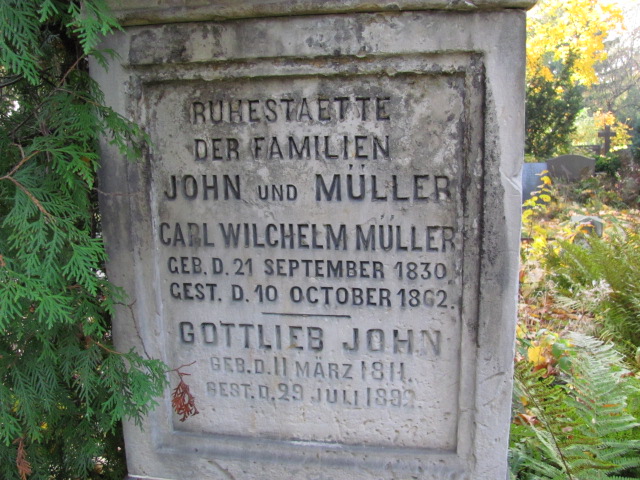 RUHESTAETTE
DER FAMILIEN
JOHN UND MÜLLER
CARL WILCHELM MÜLLER
GEB. D. 21 SEPTEMBER 1830
GEST. D. 10 OCTOBER 1862.
GOTTLIEB JOHN
GEB. D. 11 MÄRZ 1811.
GEST. D. 29 JULI 1892.